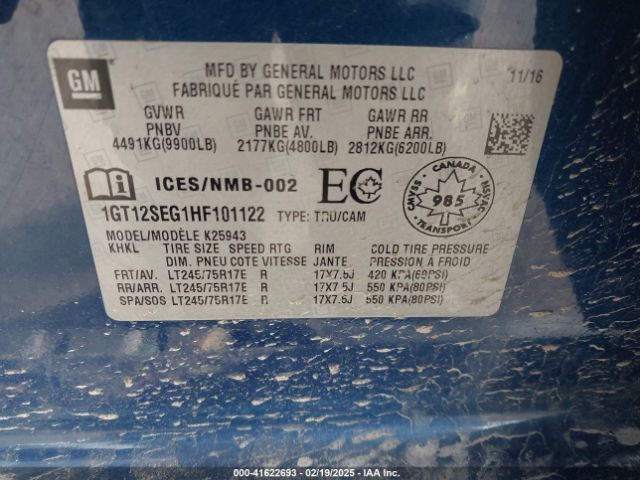 GM
MFD BY GENERAL MOTORS LLC 11/16
FABRIQUÉ PAR GENERAL MOTORS LLC
GVWR GAWR FRT GAWR RR
PNBV PNBE AV. PNBE ARR.
4491KG(9900LB) 2177KG(4800LB) 2812KG(6200LB)
i ICES/NMB-002 EC CANADA CMVSS NSVAC 985 TRANSPORT
1GT12SEG1HF101122 TYPE: TRU/CAM
MODEL/MODÈLE K25943
KHKL TIRE SIZE SPEED RTG RIM COLD TIRE PRESSURE
DIM. PNEU COTE VITESSE JANTE PRESSION À FROID
FRT/AV. LT245/75R17E R 17X7.5J 420 KPA(60PSI)
RR/ARR. LT245/75R17E R 17X7.5J 550 KPA(80PSI)
SPA/SOS LT245/75R17E R 17X7.5J 550 KPA(80PSI)
000-41622693 - 02/19/2025 - IAA Inc.